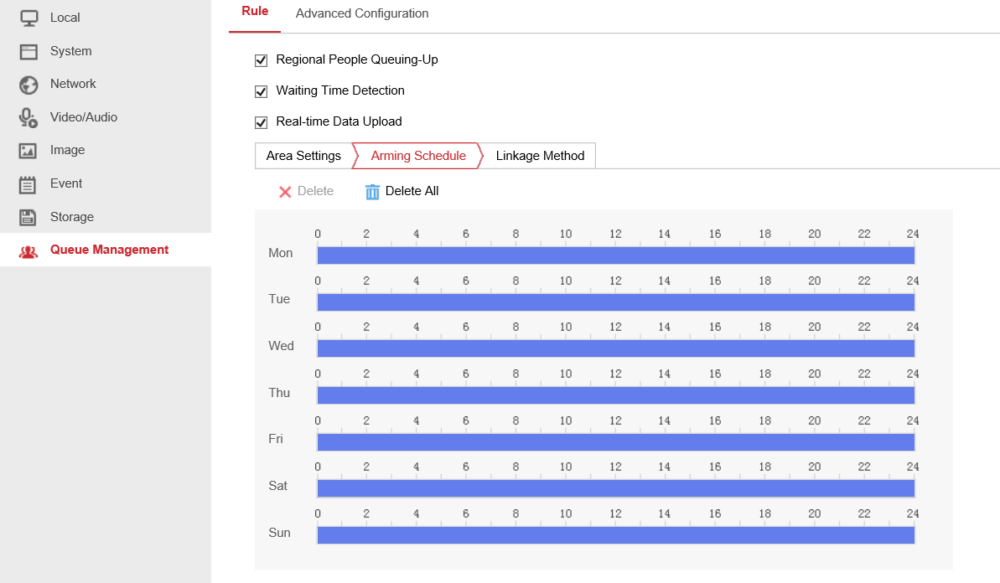 Local
System
Network
Video/Audio
Image
Event
Storage
Queue Management
Rule Advanced Configuration
Regional People Queuing-Up
Waiting Time Detection
Real-time Data Upload
Area Settings Arming Schedule Linkage Method
Delete Delete All
0 2 4 6 8 10 12 14 16 18 20 22 24
Mon
0 2 4 6 8 10 12 14 16 18 20 22 24
Tue
0 2 4 6 8 10 12 14 16 18 20 22 24
Wed
0 2 4 6 8 10 12 14 16 18 20 22 24
Thu
0 2 4 6 8 10 12 14 16 18 20 22 24
Fri
0 2 4 6 8 10 12 14 16 18 20 22 24
Sat
0 2 4 6 8 10 12 14 16 18 20 22 24
Sun